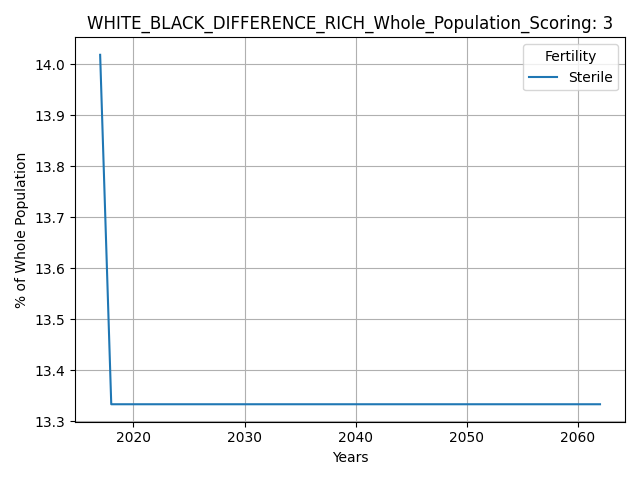 WHITE_BLACK_DIFFERENCE_RICH_Whole_Population_Scoring: 3
Fertility
Sterile
14.0
13.9
13.8
13.7
13.6
13.5
13.4
13.3
% of Whole Population
2020 2030 2040 2050 2060
Years